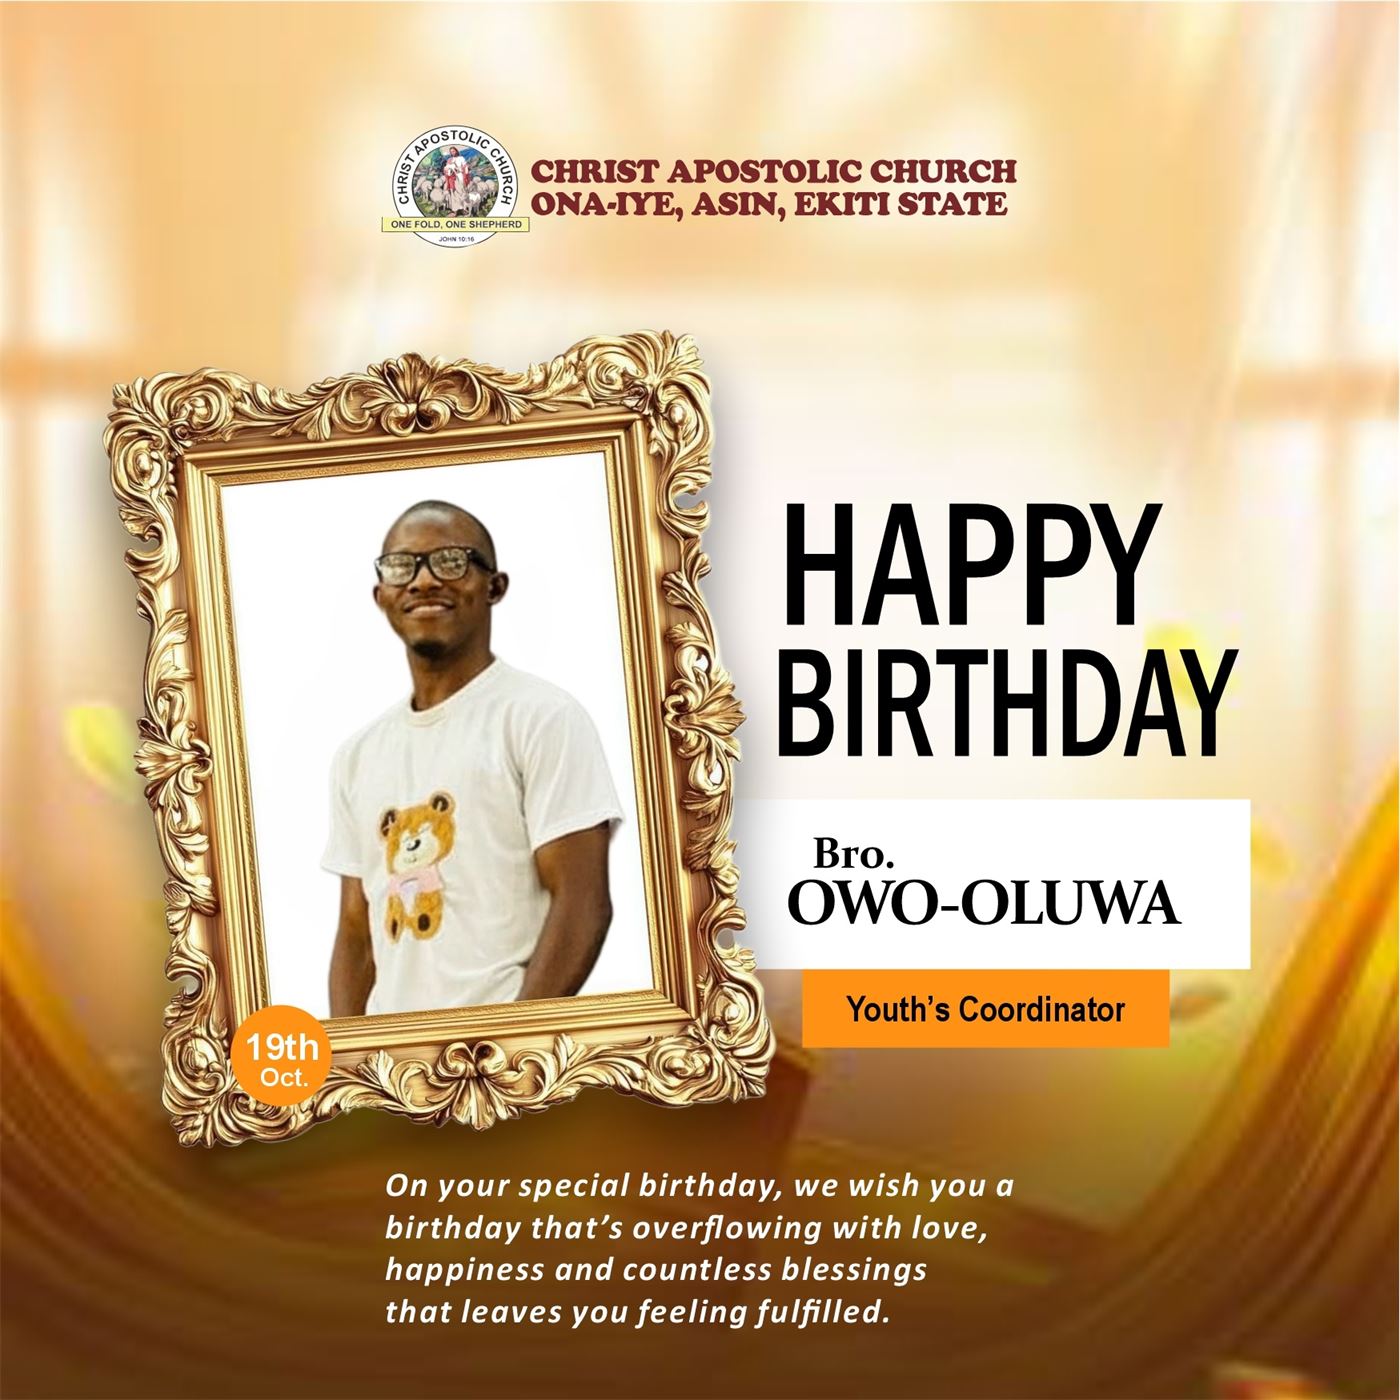 CHRIST APOSTOLIC CHURCH
ONE FOLD, ONE SHEPHERD
JOHN 10:16
CHRIST APOSTOLIC CHURCH
ONA-IYE, ASIN, EKITI STATE
HAPPY
BIRTHDAY
Bro.
OWO-OLUWA
Youth's Coordinator
19th
Oct.
On your special birthday, we wish you a
birthday that's overflowing with love,
happiness and countless blessings
that leaves you feeling fulfilled.